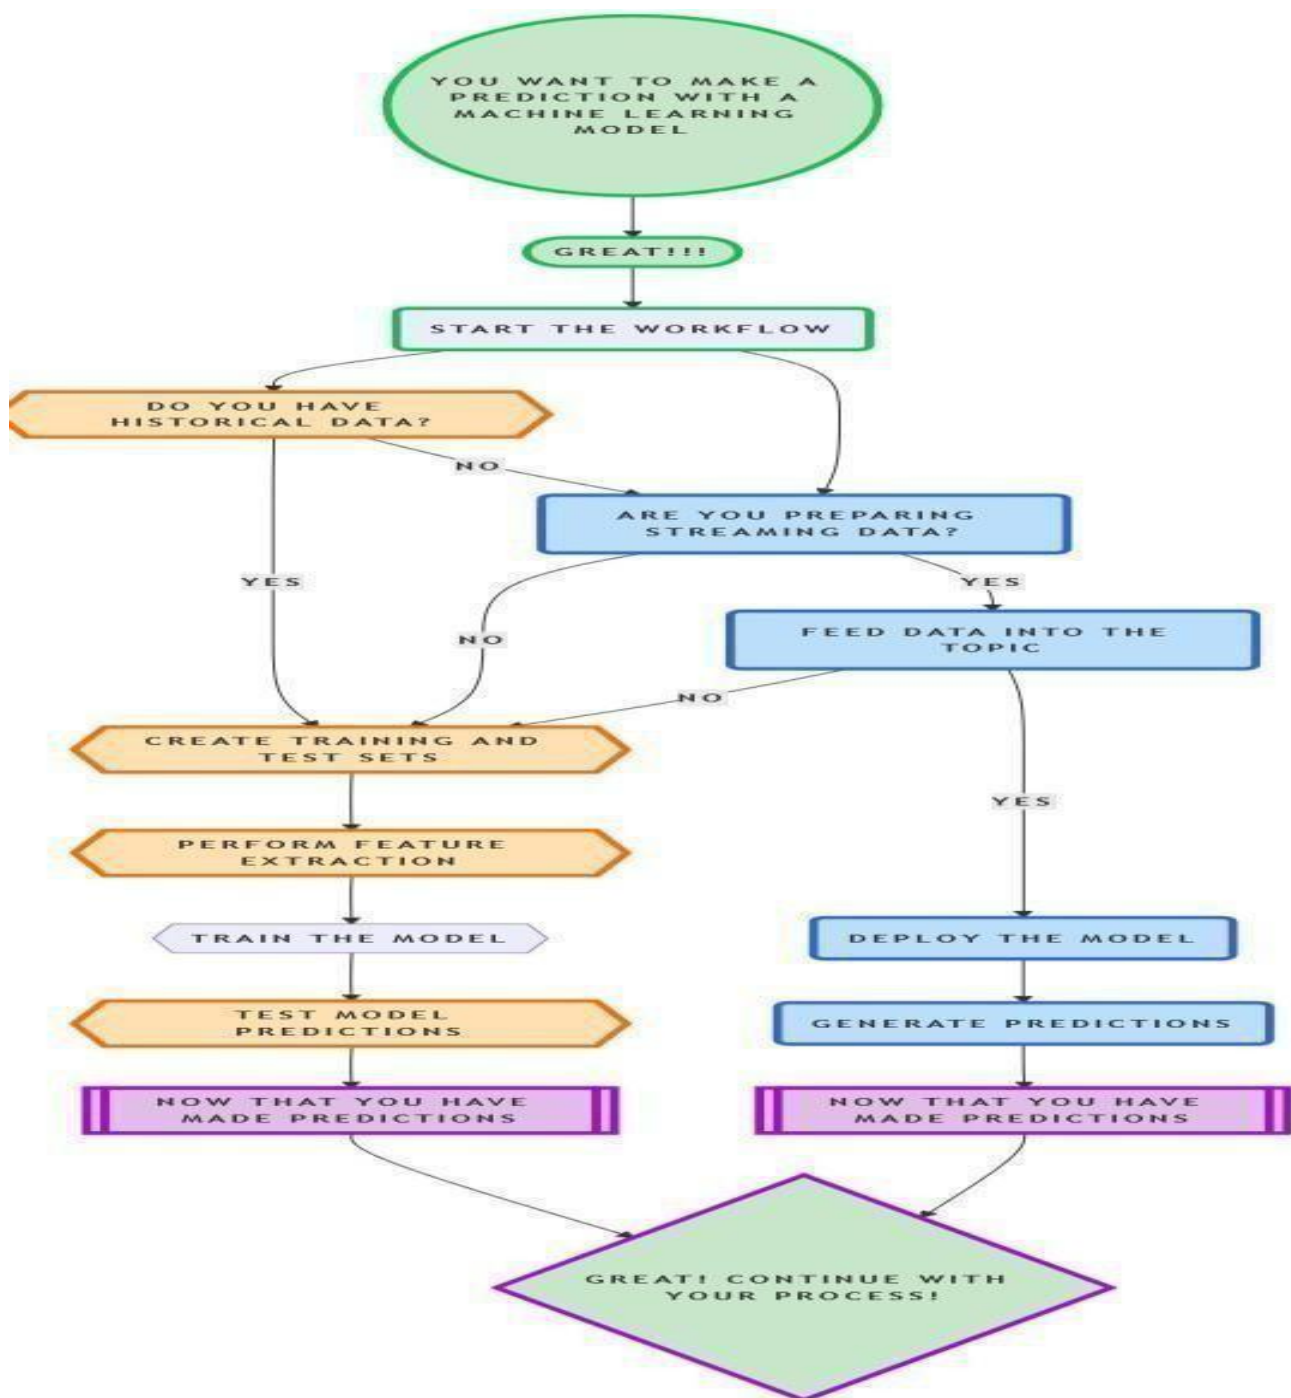 YOU WANT TO MAKE A
PREDICTION WITH A
MACHINE LEARNING
MODEL
GREAT!!!
START THE WORKFLOW
DO YOU HAVE
HISTORICAL DATA?
NO
ARE YOU PREPARING
STREAMING DATA?
YES
YES
NO
FEED DATA INTO THE
TOPIC
NO
CREATE TRAINING AND
TEST SETS
YES
PERFORM FEATURE
EXTRACTION
TRAIN THE MODEL
DEPLOY THE MODEL
TEST MODEL
PREDICTIONS
GENERATE PREDICTIONS
NOW THAT YOU HAVE
MADE PREDICTIONS
NOW THAT YOU HAVE
MADE PREDICTIONS
GREAT! CONTINUE WITH
YOUR PROCESS!